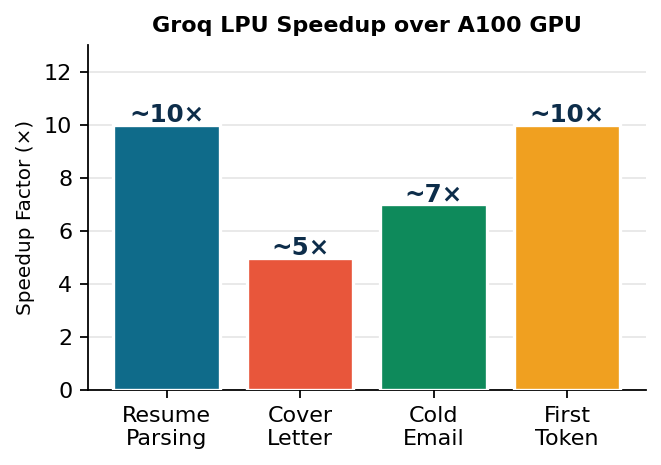 Groq LPU Speedup over A100 GPU
Speedup Factor (×)
12
10
8
6
4
2
0
~10×
~5×
~7×
~10×
Resume
Parsing
Cover
Letter
Cold
Email
First
Token